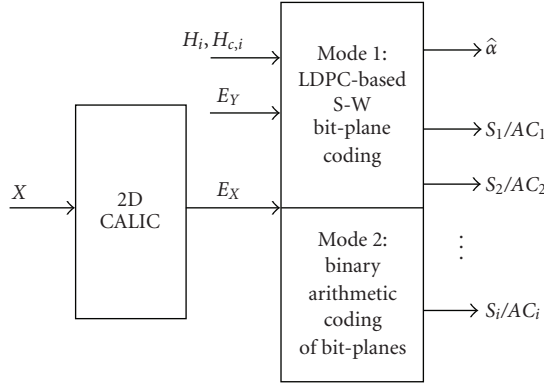 H_i, H_{c,i}
E_Y
X
2D
CALIC
E_X
Mode 1:
LDPC-based
S-W
bit-plane
coding
Mode 2:
binary
arithmetic
coding
of bit-planes
\hat{α}
S_1/AC_1
S_2/AC_2
⋮
S_i/AC_i